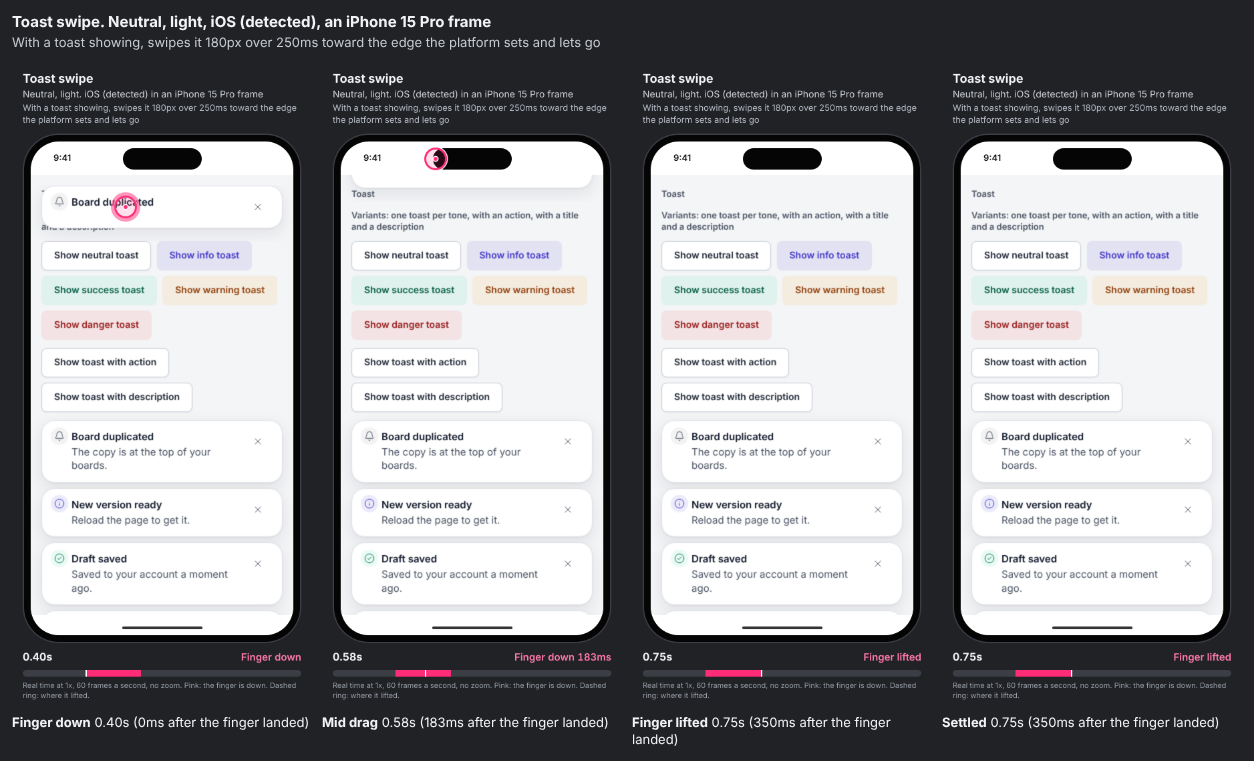 Toast swipe. Neutral, light, iOS (detected), an iPhone 15 Pro frame
With a toast showing, swipes it 180px over 250ms toward the edge the platform sets and lets go
Toast swipe
Neutral, light. iOS (detected) in an iPhone 15 Pro frame
With a toast showing, swipes it 180px over 250ms toward the edge
the platform sets and lets go
9:41
Board duplicated
and a description
Show neutral toast
Show info toast
Show success toast
Show warning toast
Show danger toast
Show toast with action
Show toast with description
Board duplicated
The copy is at the top of your
boards.
New version ready
Reload the page to get it.
Draft saved
Saved to your account a moment
ago.
0.40s
Finger down
Real time at 1x, 60 frames a second, no zoom. Pink: the finger is down. Dashed
ring: where it lifted.
Finger down 0.40s (0ms after the finger landed)
Toast swipe
Neutral, light. iOS (detected) in an iPhone 15 Pro frame
With a toast showing, swipes it 180px over 250ms toward the edge
the platform sets and lets go
9:41
Toast
Variants: one toast per tone, with an action, with a title
and a description
Show neutral toast
Show info toast
Show success toast
Show warning toast
Show danger toast
Show toast with action
Show toast with description
Board duplicated
The copy is at the top of your
boards.
New version ready
Reload the page to get it.
Draft saved
Saved to your account a moment
ago.
0.58s
Finger down 183ms
Real time at 1x, 60 frames a second, no zoom. Pink: the finger is down. Dashed
ring: where it lifted.
Mid drag 0.58s (183ms after the finger landed)
Toast swipe
Neutral, light. iOS (detected) in an iPhone 15 Pro frame
With a toast showing, swipes it 180px over 250ms toward the edge
the platform sets and lets go
9:41
Toast
Variants: one toast per tone, with an action, with a title
and a description
Show neutral toast
Show info toast
Show success toast
Show warning toast
Show danger toast
Show toast with action
Show toast with description
Board duplicated
The copy is at the top of your
boards.
New version ready
Reload the page to get it.
Draft saved
Saved to your account a moment
ago.
0.75s
Finger lifted
Real time at 1x, 60 frames a second, no zoom. Pink: the finger is down. Dashed
ring: where it lifted.
Finger lifted 0.75s (350ms after the finger
landed)
Toast swipe
Neutral, light. iOS (detected) in an iPhone 15 Pro frame
With a toast showing, swipes it 180px over 250ms toward the edge
the platform sets and lets go
9:41
Toast
Variants: one toast per tone, with an action, with a title
and a description
Show neutral toast
Show info toast
Show success toast
Show warning toast
Show danger toast
Show toast with action
Show toast with description
Board duplicated
The copy is at the top of your
boards.
New version ready
Reload the page to get it.
Draft saved
Saved to your account a moment
ago.
0.75s
Finger lifted
Real time at 1x, 60 frames a second, no zoom. Pink: the finger is down. Dashed
ring: where it lifted.
Settled 0.75s (350ms after the finger landed)